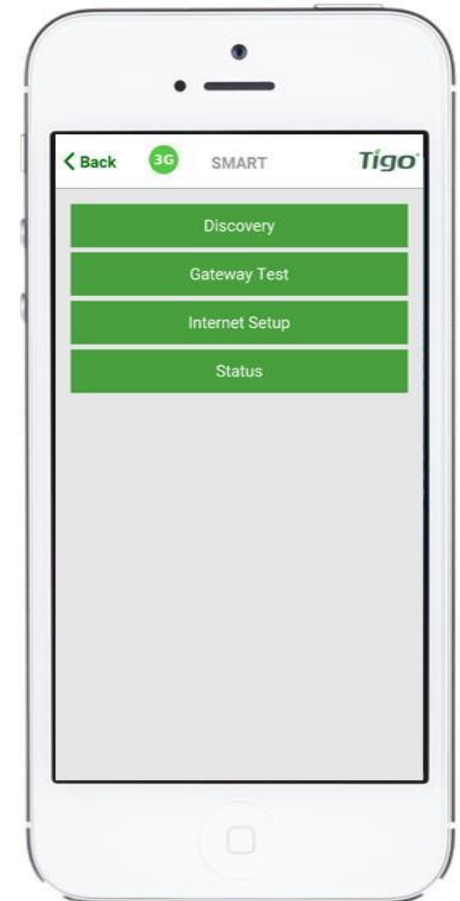 Back 3G SMART Tigo
Discovery
Gateway Test
Internet Setup
Status